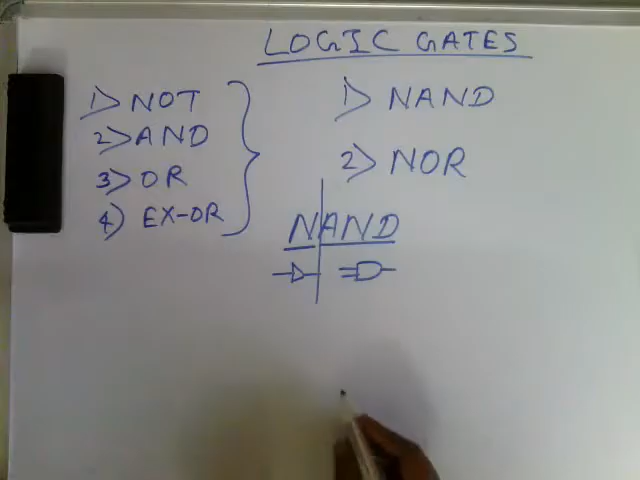 LOGIC GATES
1> NOT
2> AND
3> OR
4) EX-OR
1> NAND
2> NOR
NAND